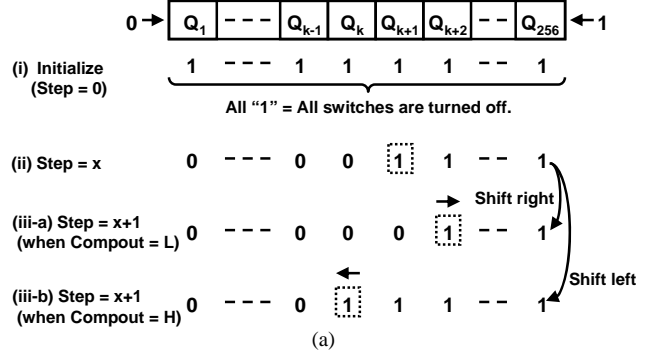 0 Q1 --- Qk-1 Qk Qk+1 Qk+2 -- Q256 1
(i) Initialize 1 --- 1 1 1 1 -- 1
(Step = 0)
All “1” = All switches are turned off.
(ii) Step = x 0 --- 0 0 1 1 -- 1
Shift right
(iii-a) Step = x+1 0 --- 0 0 0 1 -- 1
(when Compout = L)
Shift left
(iii-b) Step = x+1 0 --- 0 1 1 1 -- 1
(when Compout = H)
(a)